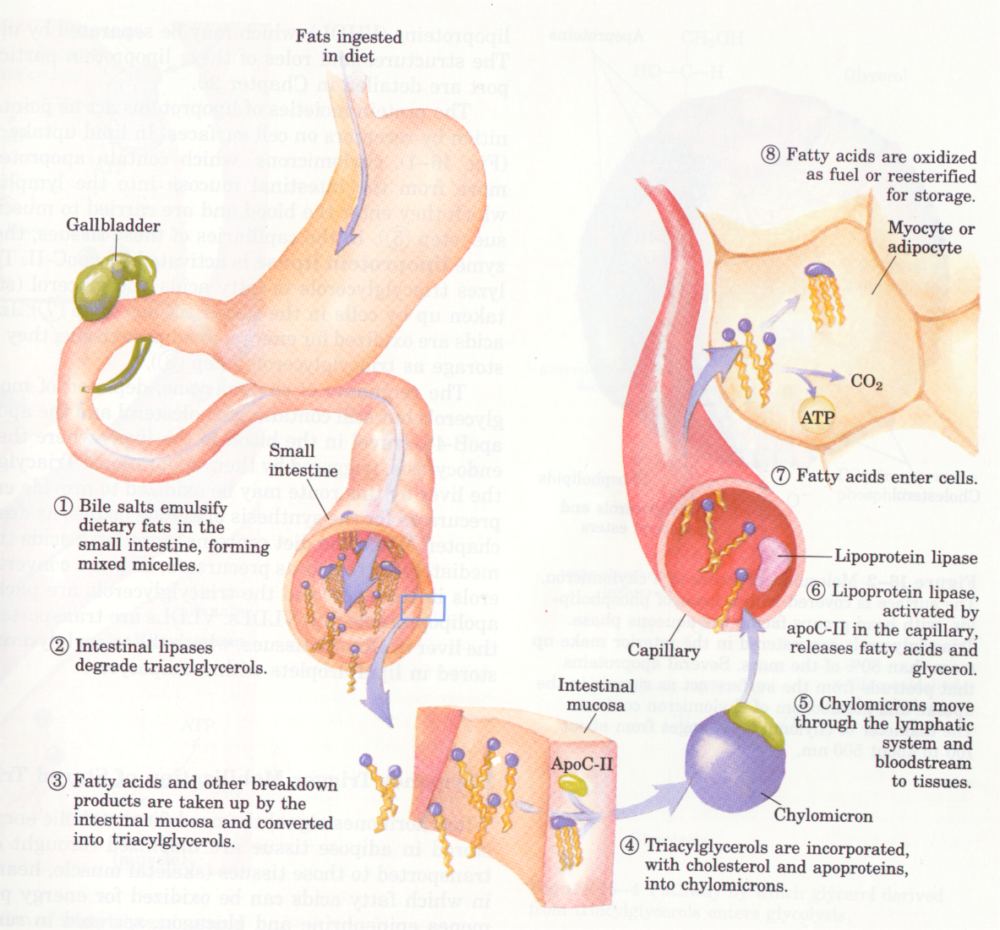 Fats ingested
in diet
Gallbladder
Small
intestine
① Bile salts emulsify
dietary fats in the
small intestine, forming
mixed micelles.
② Intestinal lipases
degrade triacylglycerols.
③ Fatty acids and other breakdown
products are taken up by the
intestinal mucosa and converted
into triacylglycerols.
Intestinal
mucosa
ApoC-II
④ Triacylglycerols are incorporated,
with cholesterol and apoproteins,
into chylomicrons.
Chylomicron
⑤ Chylomicrons move
through the lymphatic
system and
bloodstream
to tissues.
Capillary
Lipoprotein lipase
⑥ Lipoprotein lipase,
activated by
apoC-II in the capillary,
releases fatty acids and
glycerol.
⑦ Fatty acids enter cells.
CO₂
ATP
Myocyte or
adipocyte
⑧ Fatty acids are oxidized
as fuel or reesterified
for storage.